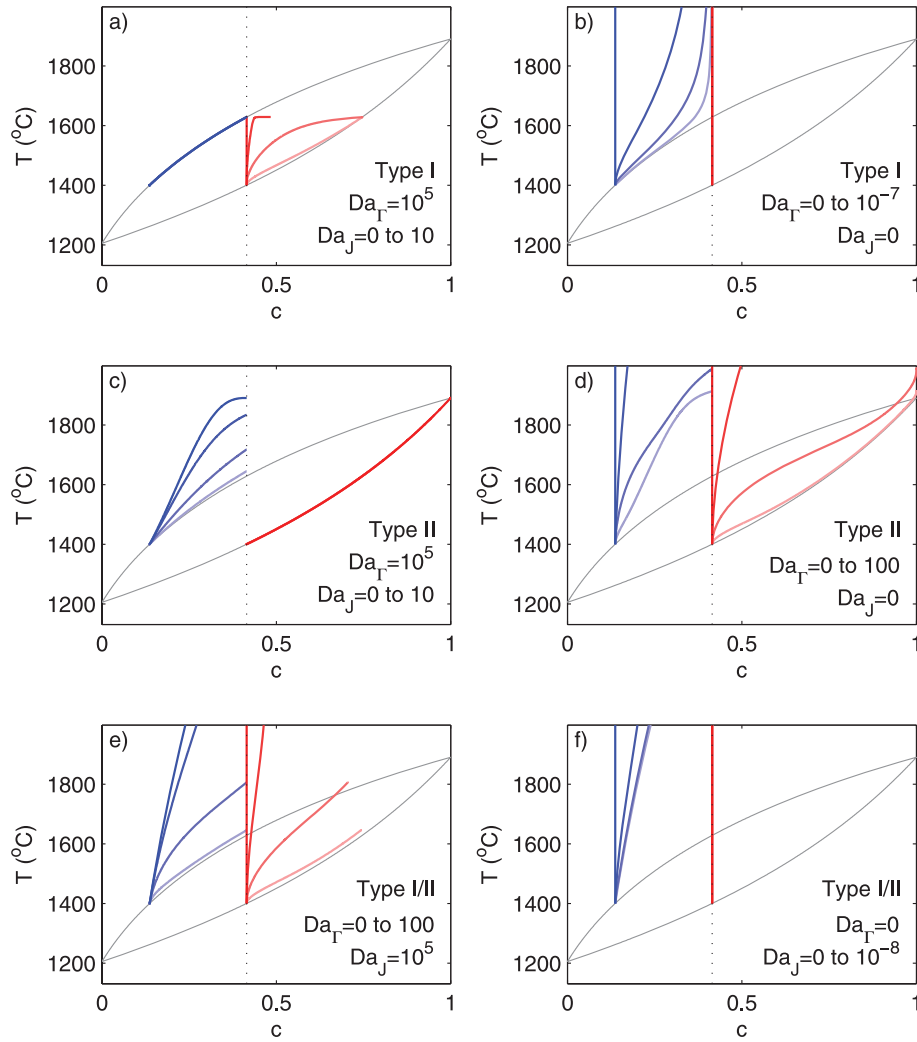 a)
T (°C)
1800
1600
1400
1200
Type I
Da_Γ=10^5
Da_J=0 to 10
0
0.5
1
c
b)
T (°C)
1800
1600
1400
1200
Type I
Da_Γ=0 to 10^−7
Da_J=0
0
0.5
1
c
c)
T (°C)
1800
1600
1400
1200
Type II
Da_Γ=10^5
Da_J=0 to 10
0
0.5
1
c
d)
T (°C)
1800
1600
1400
1200
Type II
Da_Γ=0 to 100
Da_J=0
0
0.5
1
c
e)
T (°C)
1800
1600
1400
1200
Type I/II
Da_Γ=0 to 100
Da_J=10^5
0
0.5
1
c
f)
T (°C)
1800
1600
1400
1200
Type I/II
Da_Γ=0
Da_J=0 to 10^−8
0
0.5
1
c